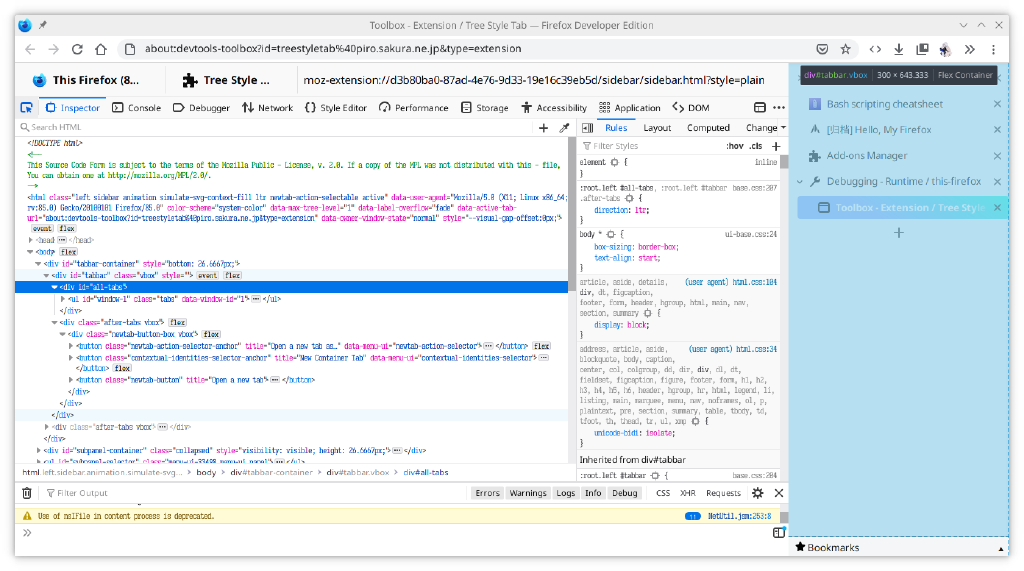 Toolbox - Extension / Tree Style Tab — Firefox Developer Edition
about:devtools-toolbox?id=treestyletab%40piro.sakura.ne.jp&type=extension
This Firefox (8...
Tree Style ...
moz-extension://d3b80ba0-87ad-4e76-9d33-19e16c39eb5d/sidebar/sidebar.html?style=plain
Inspector Console Debugger Network Style Editor Performance Storage Accessibility Application DOM
Search HTML
<!DOCTYPE html>
<!--
This Source Code Form is subject to the terms of the Mozilla Public - License, v. 2.0. If a copy of the MPL was not distributed with this - file,
You can obtain one at http://mozilla.org/MPL/2.0/.
-->
<html class="left sidebar animation simulate-svg-context-fill ltr newtab-action-selectable active" data-user-agent="Mozilla/5.0 (X11; Linux x86_64;
rv:85.0) Gecko/20100101 Firefox/85.0" color-scheme="system-color" data-max-tree-level="1" data-label-overflow="fade" data-active-tab-
url="about:devtools-toolbox?id=treestyletab%40piro.sakura.ne.jp&type=extension" data-owner-window-state="normal" style="--visual-gap-offset:0px;">
event flex
<head>⋯</head>
<body> flex
<div id="tabbar-container" style="bottom: 26.6667px;">
<div id="tabbar" class="vbox" style=""> event flex
<div id="all-tabs">
<ul id="window-1" class="tabs" data-window-id="1">⋯</ul>
</div>
<div class="after-tabs vbox"> flex
<div class="newtab-button-box vbox"> flex
<button class="newtab-action-selector-anchor" title="Open a new tab as…" data-menu-ui="newtab-action-selector">⋯</button> flex
<button class="contextual-identities-selector-anchor" title="New Container Tab" data-menu-ui="contextual-identities-selector">⋯
</button> flex
<button class="newtab-button" title="Open a new tab">⋯</button>
</div>
</div>
</div>
<div class="after-tabs vbox">⋯</div>
</div>
<div id="subpanel-container" class="collapsed" style="visibility: visible; height: 26.6667px;">⋯</div>
html.left.sidebar.animation.simulate-svg... body div#tabbar-container div#tabbar.vbox div#all-tabs
Rules Layout Computed Change
Filter Styles :hov .cls +
element { inline
}
:root.left #all-tabs, :root.left #tabbar base.css:207
.after-tabs {
direction: ltr;
}
body * { ui-base.css:24
box-sizing: border-box;
text-align: start;
}
article, aside, details, (user agent) html.css:104
div, dt, figcaption,
footer, form, header, hgroup, html, main, nav,
section, summary {
display: block;
}
address, article, aside, (user agent) html.css:34
blockquote, body, caption,
center, col, colgroup, dd, dir, div, dl, dt,
fieldset, figcaption, figure, footer, form, h1, h2,
h3, h4, h5, h6, header, hgroup, hr, html, legend, li,
listing, main, marquee, menu, nav, noframes, ol, p,
plaintext, pre, section, summary, table, tbody, td,
tfoot, th, thead, tr, ul, xmp {
unicode-bidi: isolate;
}
Inherited from div#tabbar
:root.left #tabbar { base.css:204
Filter Output
Errors Warnings Logs Info Debug CSS XHR Requests
Use of nsIFile in content process is deprecated. 11 NetUtil.jsm:253:8
div#tabbar.vbox 300 × 643.333 Flex Container
Bash scripting cheatsheet
[归档] Hello, My Firefox
Add-ons Manager
Debugging - Runtime / this-firefox
Toolbox - Extension / Tree Style
+
Bookmarks